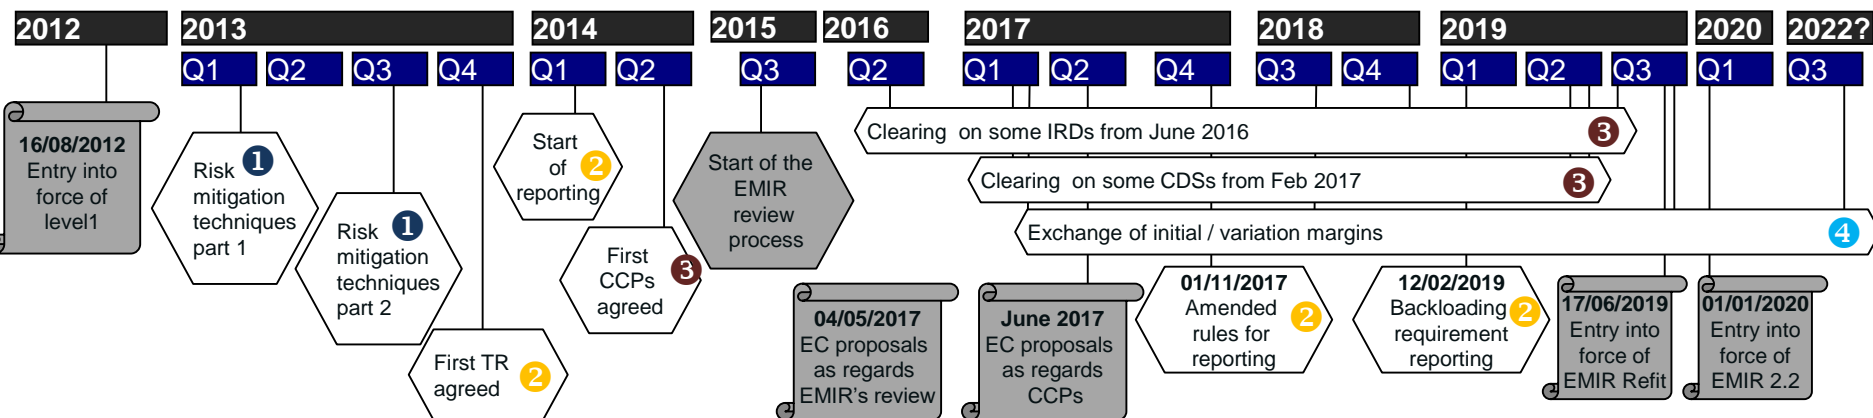 2012 2013 2014 2015 2016 2017 2018 2019 2020 2022?
Q1 Q2 Q3 Q4 Q1 Q2 Q3 Q2 Q1 Q2 Q4 Q3 Q4 Q1 Q2 Q3 Q1 Q3
16/08/2012
Entry into
force of
level1
Risk 1
mitigation
techniques
part 1
Risk 1
mitigation
techniques
part 2
First TR
agreed 2
Start
of
reporting 2
First
CCPs
agreed 3
Start of the
EMIR
review
process
Clearing on some IRDs from June 2016 3
Clearing on some CDSs from Feb 2017 3
Exchange of initial / variation margins 4
04/05/2017
EC proposals
as regards
EMIR's review
June 2017
EC proposals
as regards
CCPs
01/11/2017
Amended
rules for
reporting 2
12/02/2019
Backloading
requirement
reporting 2
17/06/2019
Entry into
force of
EMIR Refit
01/01/2020
Entry into
force of
EMIR 2.2